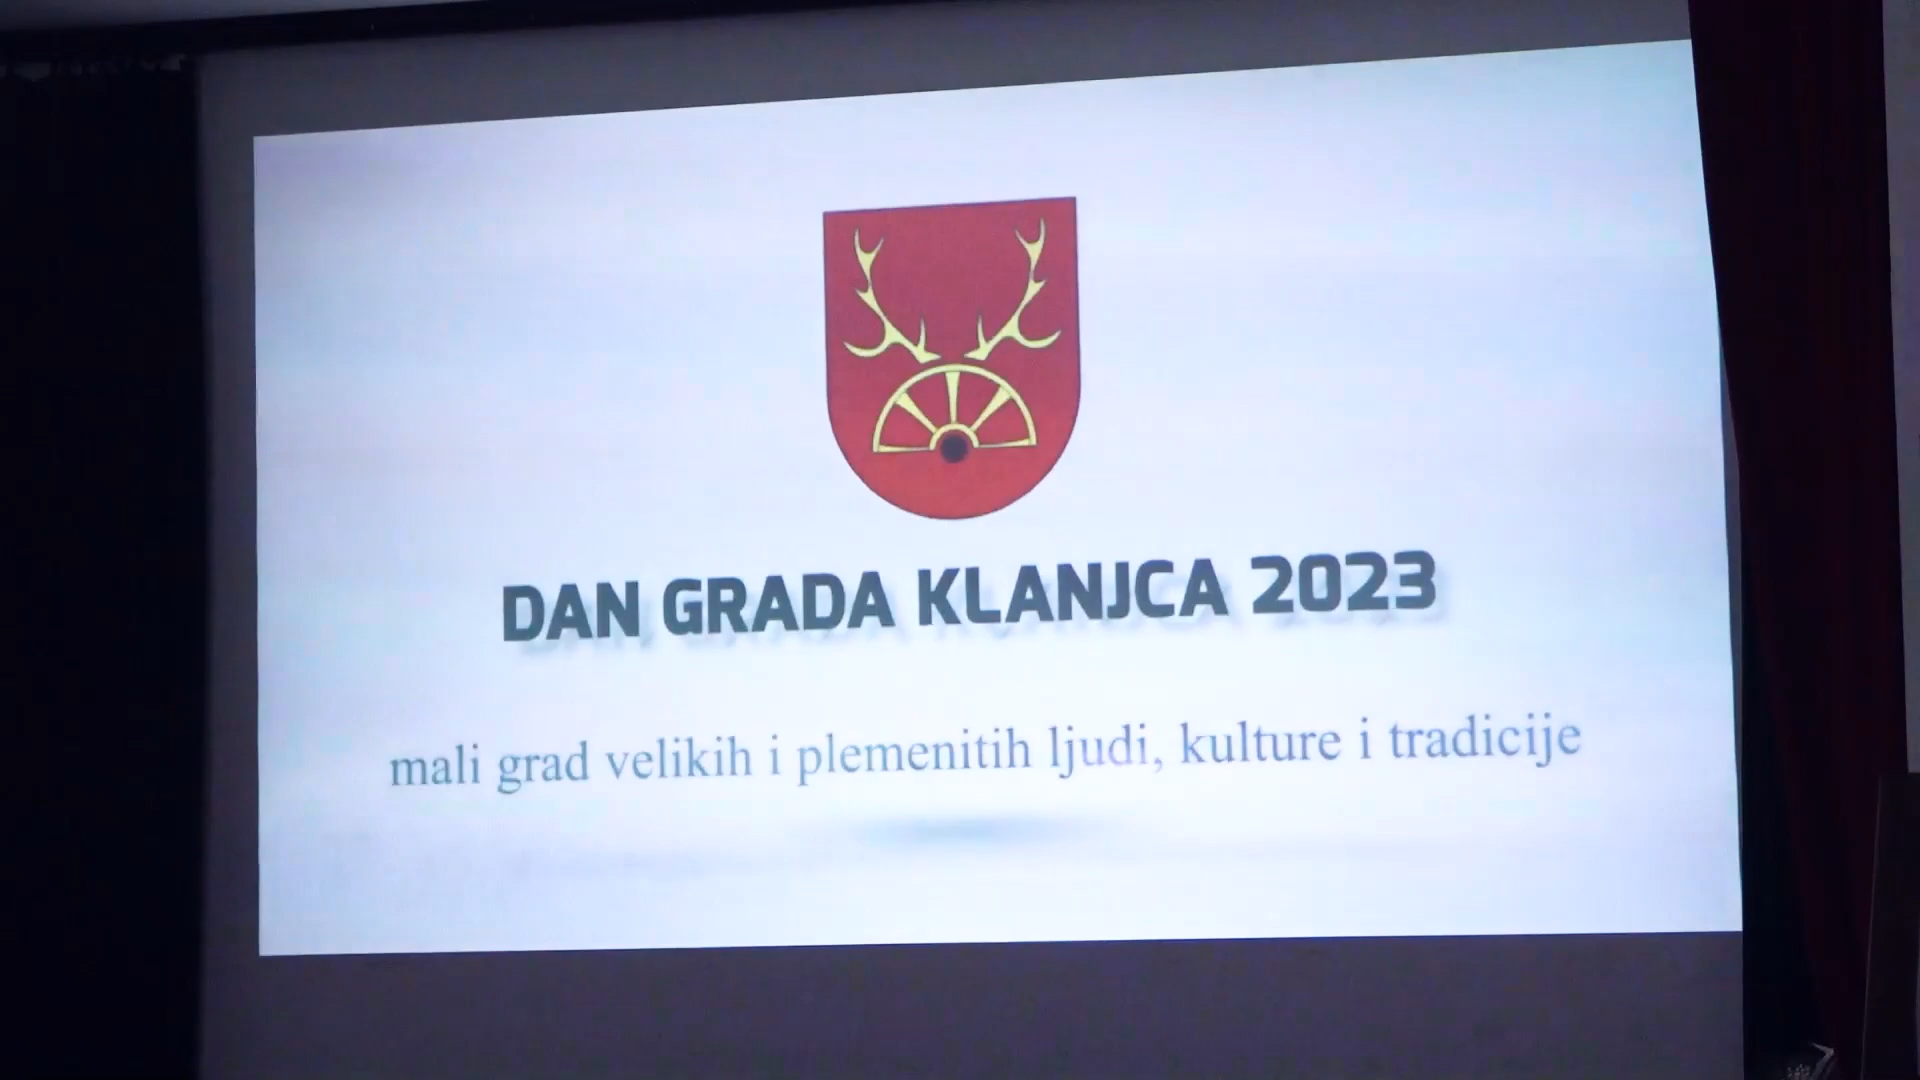 DAN GRADA KLANJCA 2023
mali grad velikih i plemenitih ljudi, kulture i tradicije